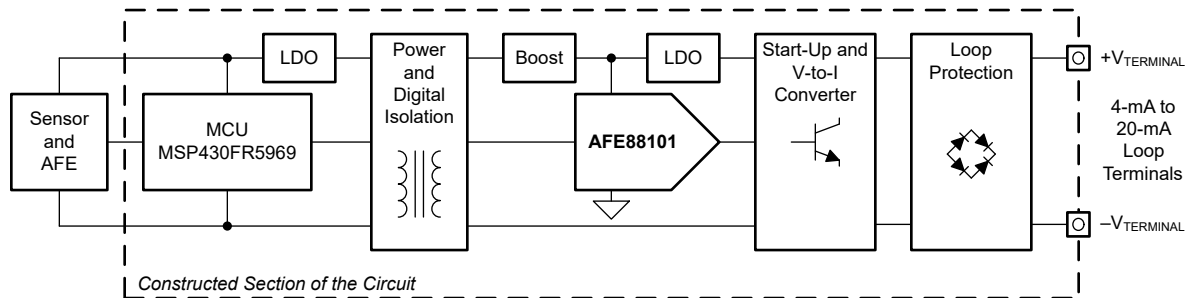 LDO
Power
and
Digital
Isolation
Boost
LDO
Start-Up and
V-to-I
Converter
Loop
Protection
+VTERMINAL
Sensor
and
AFE
MCU
MSP430FR5969
AFE88101
4-mA to
20-mA
Loop
Terminals
–VTERMINAL
Constructed Section of the Circuit